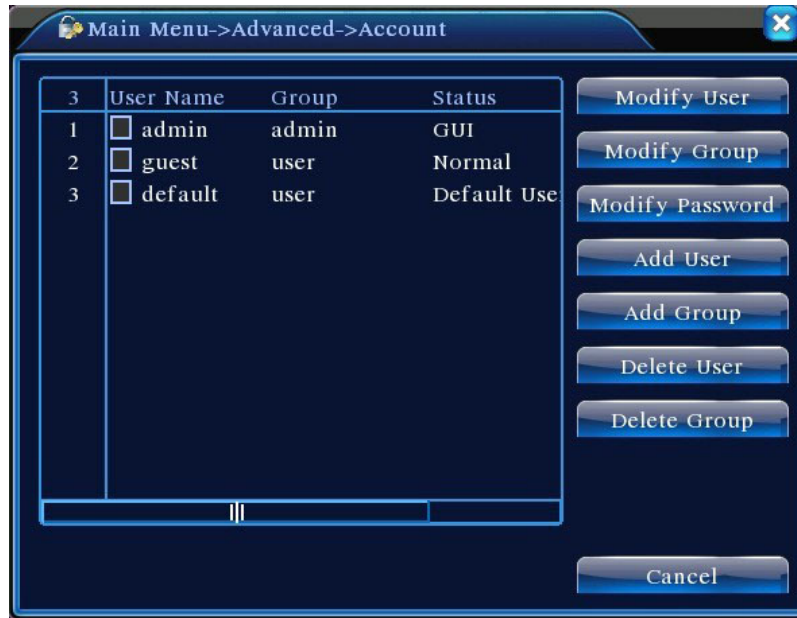 Main Menu->Advanced->Account
3 User Name Group Status
1 admin admin GUI
2 guest user Normal
3 default user Default Use
Modify User
Modify Group
Modify Password
Add User
Add Group
Delete User
Delete Group
Cancel